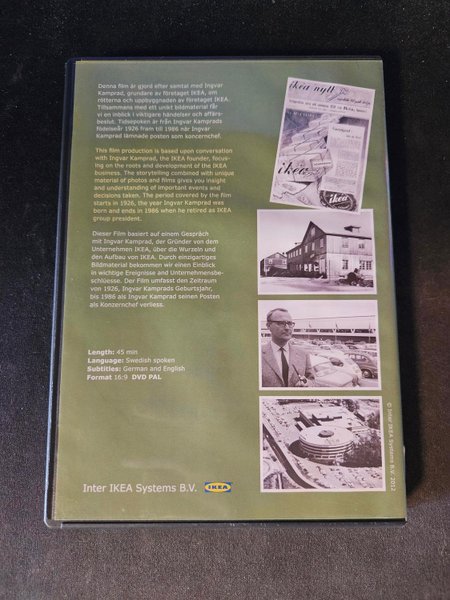 Denna film är gjord efter samtal med Ingvar
Kamprad, grundare av företaget IKEA, om
rötterna och uppbyggnaden av företaget IKEA.
Tillsammans med ett unikt bildmaterial får
vi en inblick i viktigare händelser och affärs-
beslut. Tidsepoken är från Ingvar Kamprads
födelseår 1926 fram till 1986 när Ingvar
Kamprad lämnade posten som koncernchef.
This film production is based upon conversation
with Ingvar Kamprad, the IKEA founder, focus-
ing on the roots and development of the IKEA
business. The storytelling combined with unique
material of photos and films gives you insight
and understanding of important events and
decisions taken. The period covered by the film
starts in 1926, the year Ingvar Kamprad was
born and ends in 1986 when he retired as IKEA
group president.
Dieser Film basiert auf einem Gespräch
mit Ingvar Kamprad, der Gründer von dem
Unternehmen IKEA, über die Wurzeln und
den Aufbau von IKEA. Durch einzigartiges
Bildmaterial bekommen wir einen Einblick
in wichtige Ereignisse and Unternehmensbe-
schlüesse. Der Film umfasst den Zeitraum
von 1926, Ingvar Kamprads Geburtsjahr,
bis 1986 als Ingvar Kamprad seinen Posten
als Konzernchef verliess.
Length: 45 min
Language: Swedish spoken
Subtitles: German and English
Format 16:9 DVD PAL
Inter IKEA Systems B.V.
IKEA
ikea nytt
ikéa
© Inter IKEA Systems B.V. 2012